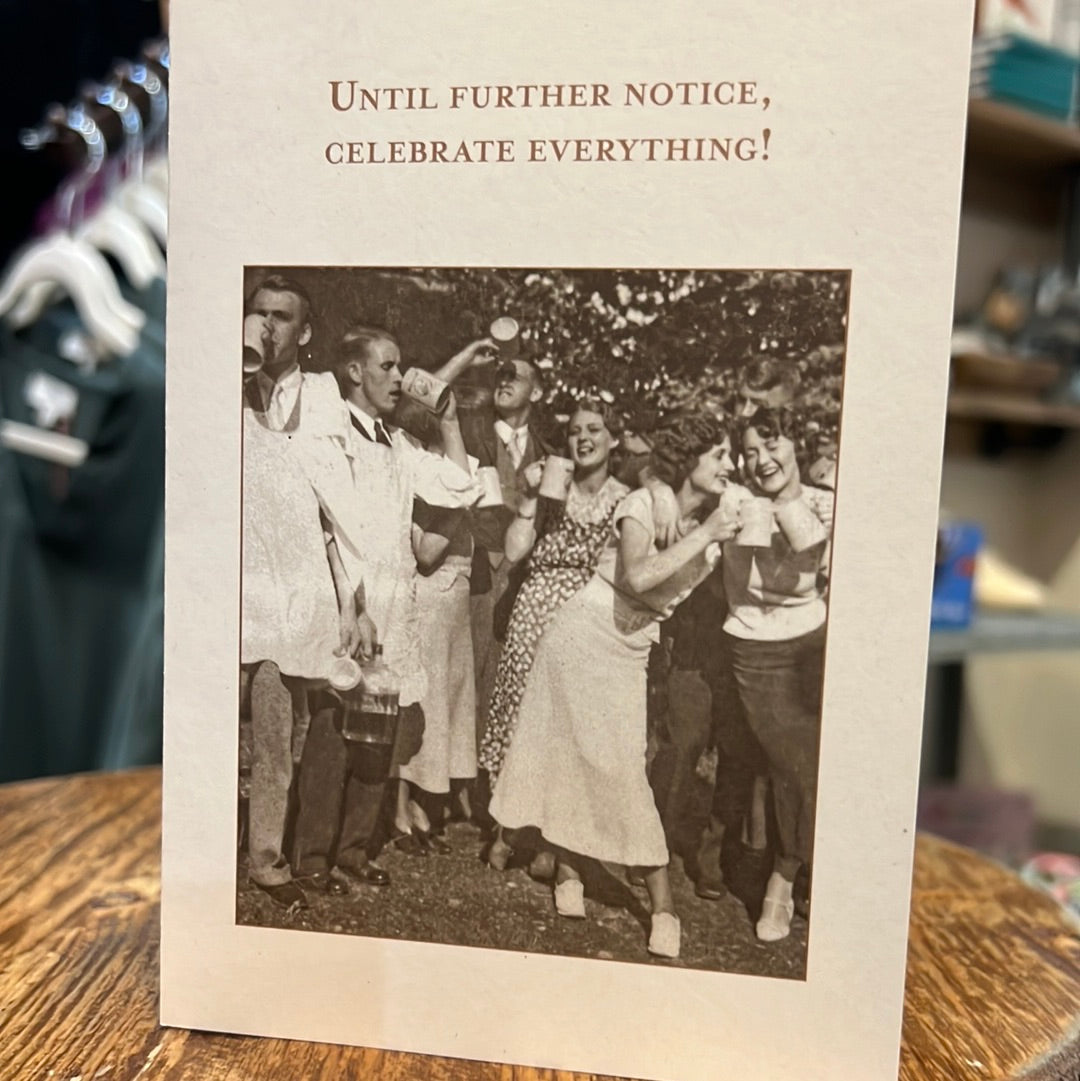 Until further notice,
celebrate everything!